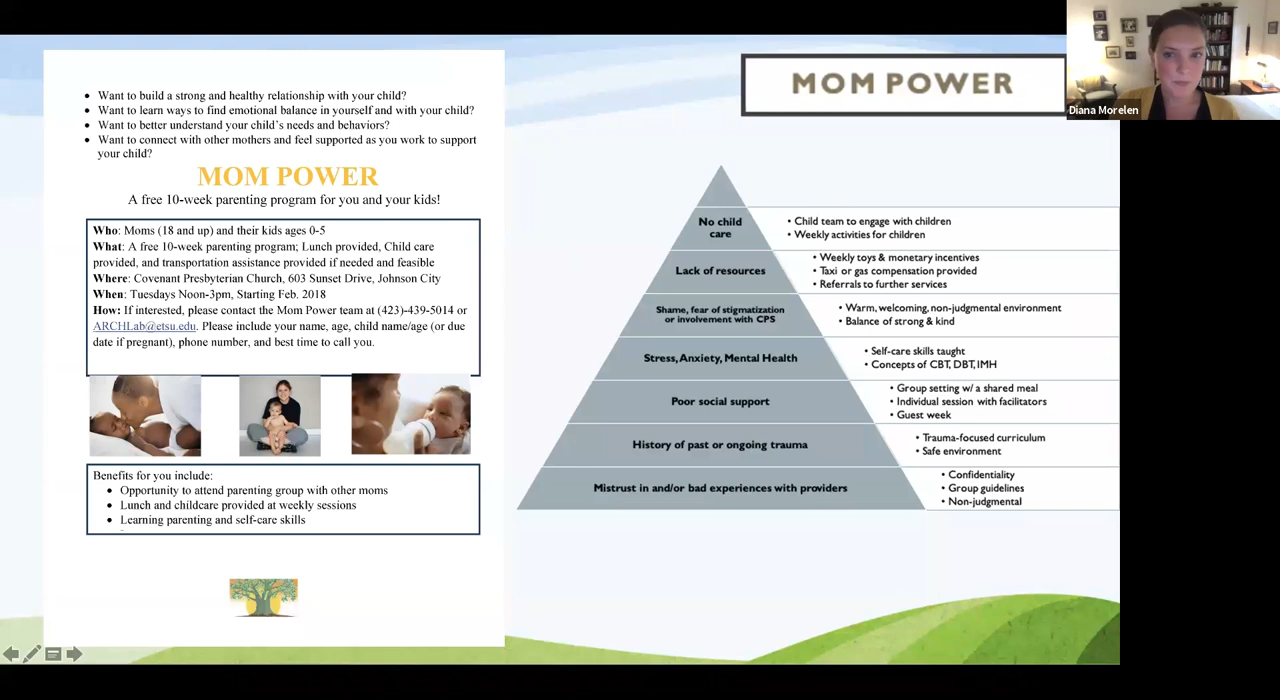 • Want to build a strong and healthy relationship with your child?
• Want to learn ways to find emotional balance in yourself and with your child?
• Want to better understand your child's needs and behaviors?
• Want to connect with other mothers and feel supported as you work to support
your child?
MOM POWER
A free 10-week parenting program for you and your kids!
Who: Moms (18 and up) and their kids ages 0-5
What: A free 10-week parenting program; Lunch provided, Child care
provided, and transportation assistance provided if needed and feasible
Where: Covenant Presbyterian Church, 603 Sunset Drive, Johnson City
When: Tuesdays Noon-3pm, Starting Feb. 2018
How: If interested, please contact the Mom Power team at (423)-439-5014 or
ARCHLab@etsu.edu. Please include your name, age, child name/age (or due
date if pregnant), phone number, and best time to call you.
Benefits for you include:
• Opportunity to attend parenting group with other moms
• Lunch and childcare provided at weekly sessions
• Learning parenting and self-care skills
MOM POWER
Diana Morelen
No child
care
• Child team to engage with children
• Weekly activities for children
Lack of resources
• Weekly toys & monetary incentives
• Taxi or gas compensation provided
• Referrals to further services
Shame, fear of stigmatization
or involvement with CPS
• Warm, welcoming, non-judgmental environment
• Balance of strong & kind
Stress, Anxiety, Mental Health
• Self-care skills taught
• Concepts of CBT, DBT, IMH
Poor social support
• Group setting w/ a shared meal
• Individual session with facilitators
• Guest week
History of past or ongoing trauma
• Trauma-focused curriculum
• Safe environment
Mistrust in and/or bad experiences with providers
• Confidentiality
• Group guidelines
• Non-judgmental